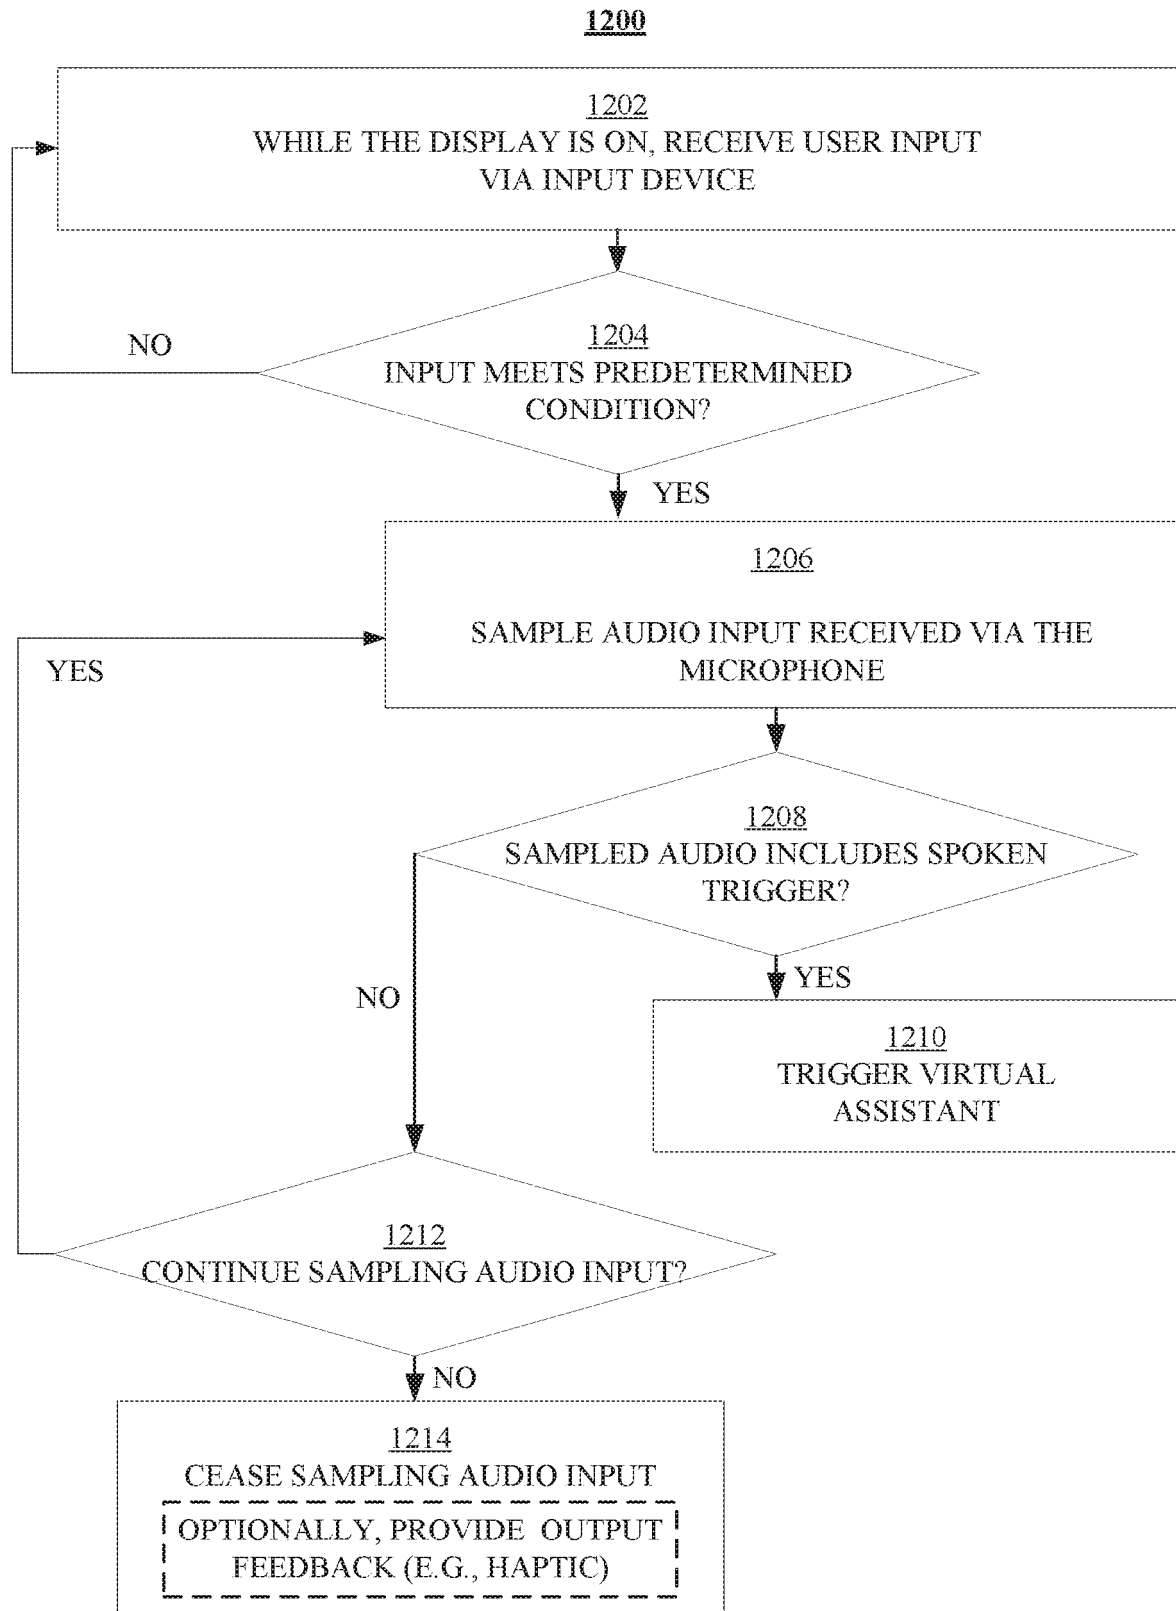 1200
1202
WHILE THE DISPLAY IS ON, RECEIVE USER INPUT
VIA INPUT DEVICE
NO
1204
INPUT MEETS PREDETERMINED
CONDITION?
YES
1206
SAMPLE AUDIO INPUT RECEIVED VIA THE
MICROPHONE
YES
1208
SAMPLED AUDIO INCLUDES SPOKEN
TRIGGER?
NO
YES
1210
TRIGGER VIRTUAL
ASSISTANT
1212
CONTINUE SAMPLING AUDIO INPUT?
NO
1214
CEASE SAMPLING AUDIO INPUT
OPTIONALLY, PROVIDE OUTPUT
FEEDBACK (E.G., HAPTIC)